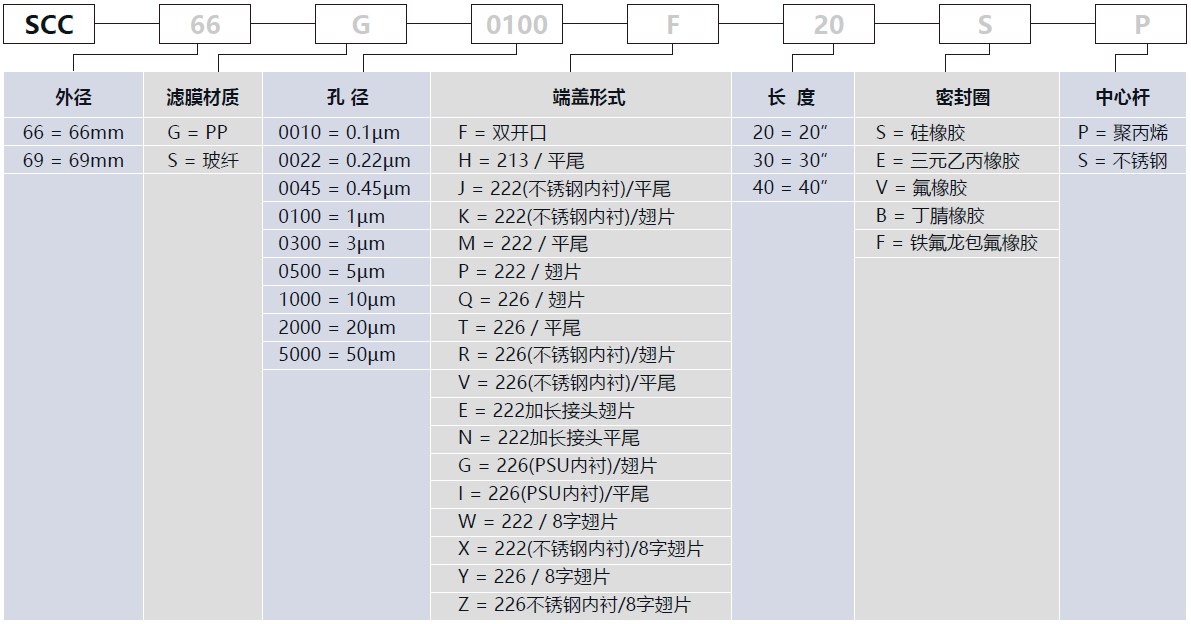 SCC 66 G 0100 F 20 S P
外径 滤膜材质 孔 径 端盖形式 长 度 密封圈 中心杆
66 = 66mm G = PP 0010 = 0.1μm F = 双开口 20 = 20“ S = 硅橡胶 P = 聚丙烯
69 = 69mm S = 玻纤 0022 = 0.22μm H = 213 / 平尾 30 = 30“ E = 三元乙丙橡胶 S = 不锈钢
0045 = 0.45μm J = 222(不锈钢内衬)/平尾 40 = 40“ V = 氟橡胶
0100 = 1μm K = 222(不锈钢内衬)/翅片 B = 丁腈橡胶
0300 = 3μm M = 222 / 平尾 F = 铁氟龙包氟橡胶
0500 = 5μm P = 222 / 翅片
1000 = 10μm Q = 226 / 翅片
2000 = 20μm T = 226 / 平尾
5000 = 50μm R = 226(不锈钢内衬)/翅片
V = 226(不锈钢内衬)/平尾
E = 222加长接头翅片
N = 222加长接头平尾
G = 226(PSU内衬)/翅片
I = 226(PSU内衬)/平尾
W = 222 / 8字翅片
X = 222(不锈钢内衬)/8字翅片
Y = 226 / 8字翅片
Z = 226不锈钢内衬/8字翅片